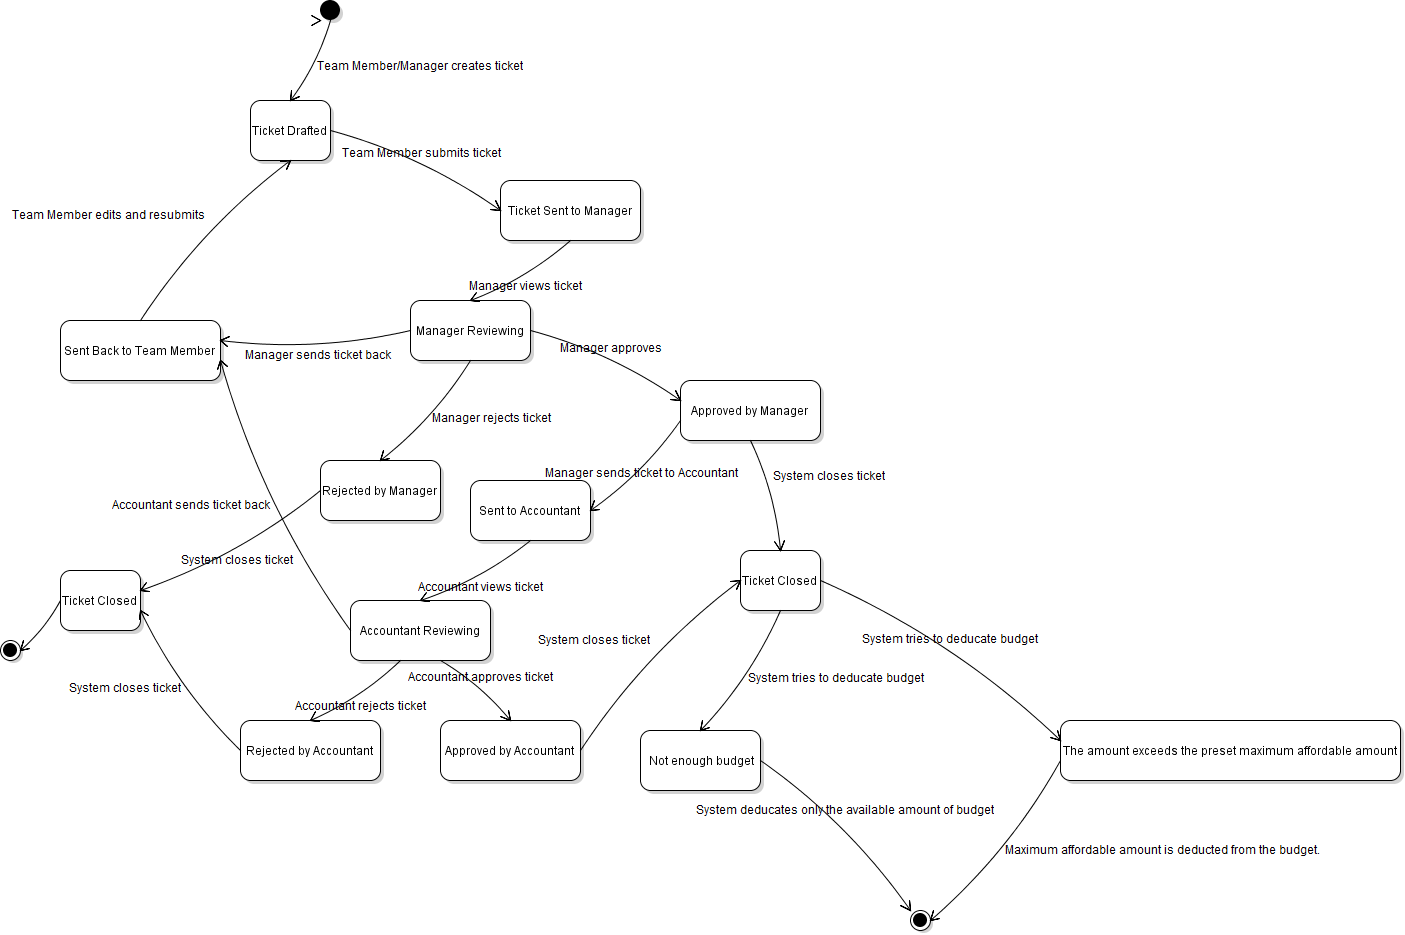 Team Member/Manager creates ticket
Ticket Drafted
Team Member submits ticket
Ticket Sent to Manager
Team Member edits and resubmits
Manager views ticket
Manager Reviewing
Sent Back to Team Member
Manager sends ticket back
Manager approves
Approved by Manager
Manager rejects ticket
Manager sends ticket to Accountant
System closes ticket
Rejected by Manager
Accountant sends ticket back
Sent to Accountant
System closes ticket
Accountant views ticket
Ticket Closed
Ticket Closed
Accountant Reviewing
System closes ticket
System tries to deducate budget
Accountant approves ticket
System tries to deducate budget
System closes ticket
Accountant rejects ticket
Rejected by Accountant
Approved by Accountant
Not enough budget
The amount exceeds the preset maximum affordable amount
System deducates only the available amount of budget
Maximum affordable amount is deducted from the budget.